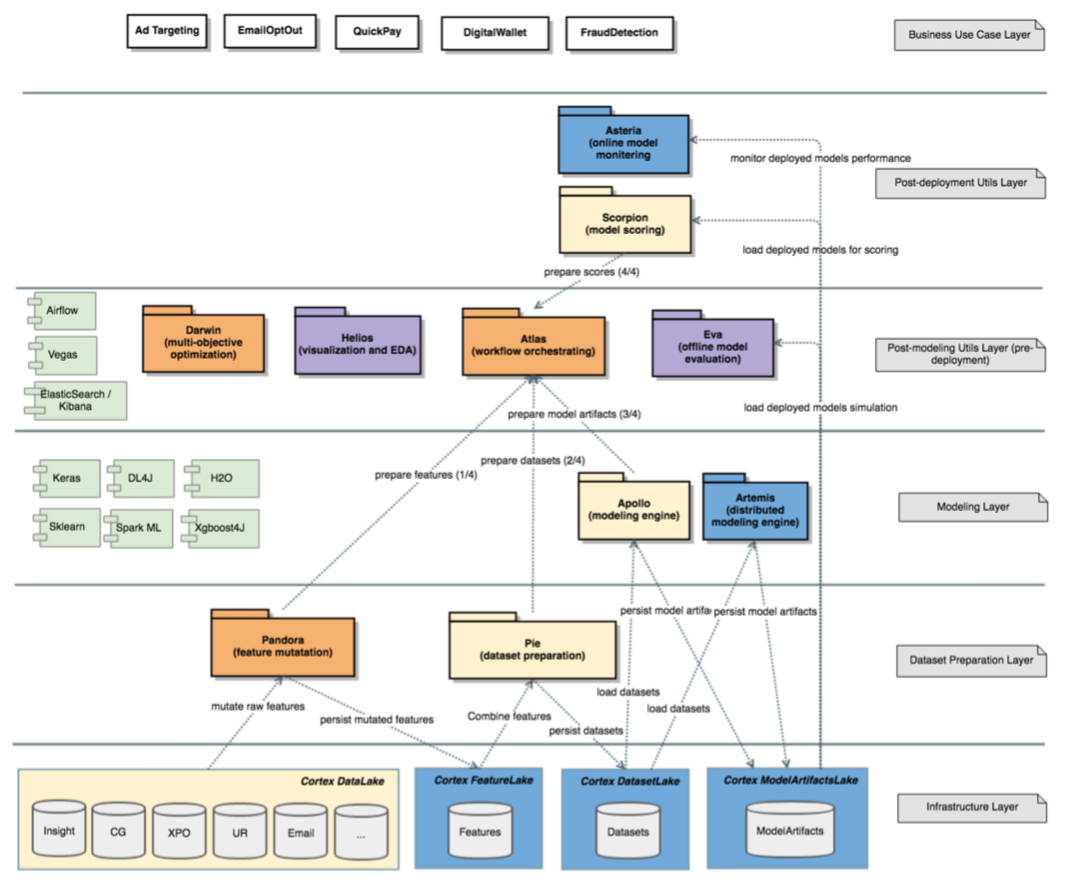 Ad Targeting
EmailOptOut
QuickPay
DigitalWallet
FraudDetection
Business Use Case Layer
Asteria
(online model
monitering
monitor deployed models performance
Post-deployment Utils Layer
Scorpion
(model scoring)
load deployed models for scoring
prepare scores (4/4)
Airflow
Vegas
ElasticSearch /
Kibana
Darwin
(multi-objective
optimization)
Helios
(visualization and EDA)
Atlas
(workflow orchestrating)
Eva
(offline model
evaluation)
Post-modeling Utils Layer (pre-
deployment)
load deployed models simulation
prepare model artifacts (3/4)
prepare datasets (2/4)
prepare features (1/4)
Keras
DL4J
H2O
Sklearn
Spark ML
Xgboost4J
Apollo
(modeling engine)
Artemis
(distributed
modeling engine)
Modeling Layer
persist model artifa
persist model artifacts
Pandora
(feature mutatation)
Pie
(dataset preparation)
Dataset Preparation Layer
mutate raw features
persist mutated features
Combine features
persist datasets
load datasets
load datasets
Cortex DataLake
Insight
CG
XPO
UR
Email
...
Cortex FeatureLake
Features
Cortex DatasetLake
Datasets
Cortex ModelArtifactsLake
ModelArtifacts
Infrastructure Layer